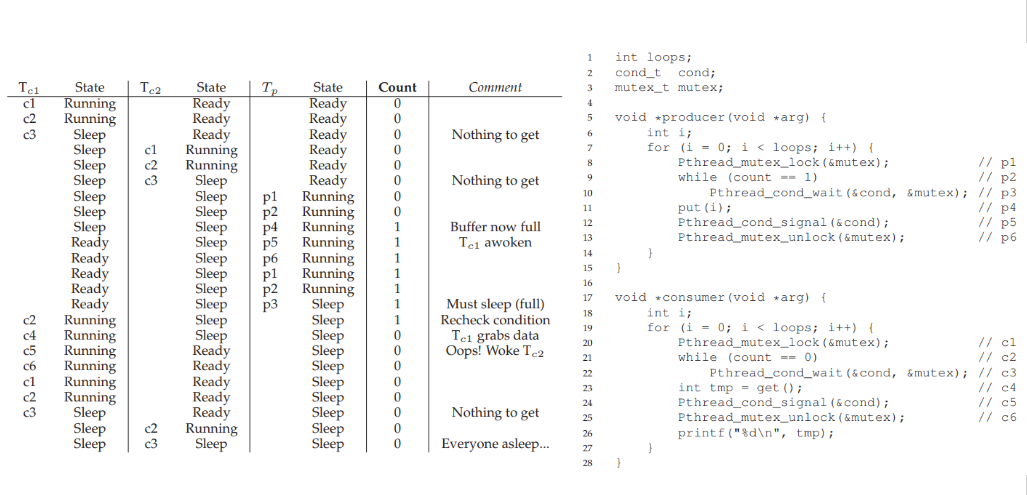 T_c1 State T_c2 State T_p State Count Comment
c1 Running Ready Ready 0
c2 Running Ready Ready 0
c3 Sleep Ready Ready 0 Nothing to get
Sleep c1 Running Ready 0
Sleep c2 Running Ready 0
Sleep c3 Sleep Ready 0 Nothing to get
Sleep Sleep p1 Running 0
Sleep Sleep p2 Running 0
Sleep Sleep p4 Running 1 Buffer now full
Ready Sleep p5 Running 1 T_c1 awoken
Ready Sleep p6 Running 1
Ready Sleep p1 Running 1
Ready Sleep p2 Running 1
Ready Sleep p3 Sleep 1 Must sleep (full)
c2 Running Sleep Sleep 1 Recheck condition
c4 Running Sleep Sleep 0 T_c1 grabs data
c5 Running Ready Sleep 0 Oops! Woke T_c2
c6 Running Ready Sleep 0
c1 Running Ready Sleep 0
c2 Running Ready Sleep 0
c3 Sleep Ready Sleep 0 Nothing to get
Sleep c2 Running Sleep 0
Sleep c3 Sleep Sleep 0 Everyone asleep...
1 int loops;
2 cond_t cond;
3 mutex_t mutex;
4
5 void *producer(void *arg) {
6 int i;
7 for (i = 0; i < loops; i++) {
8 Pthread_mutex_lock(&mutex); // p1
9 while (count == 1) // p2
10 Pthread_cond_wait(&cond, &mutex); // p3
11 put(i); // p4
12 Pthread_cond_signal(&cond); // p5
13 Pthread_mutex_unlock(&mutex); // p6
14 }
15 }
16
17 void *consumer(void *arg) {
18 int i;
19 for (i = 0; i < loops; i++) {
20 Pthread_mutex_lock(&mutex); // c1
21 while (count == 0) // c2
22 Pthread_cond_wait(&cond, &mutex); // c3
23 int tmp = get(); // c4
24 Pthread_cond_signal(&cond); // c5
25 Pthread_mutex_unlock(&mutex); // c6
26 printf("%d\n", tmp);
27 }
28 }